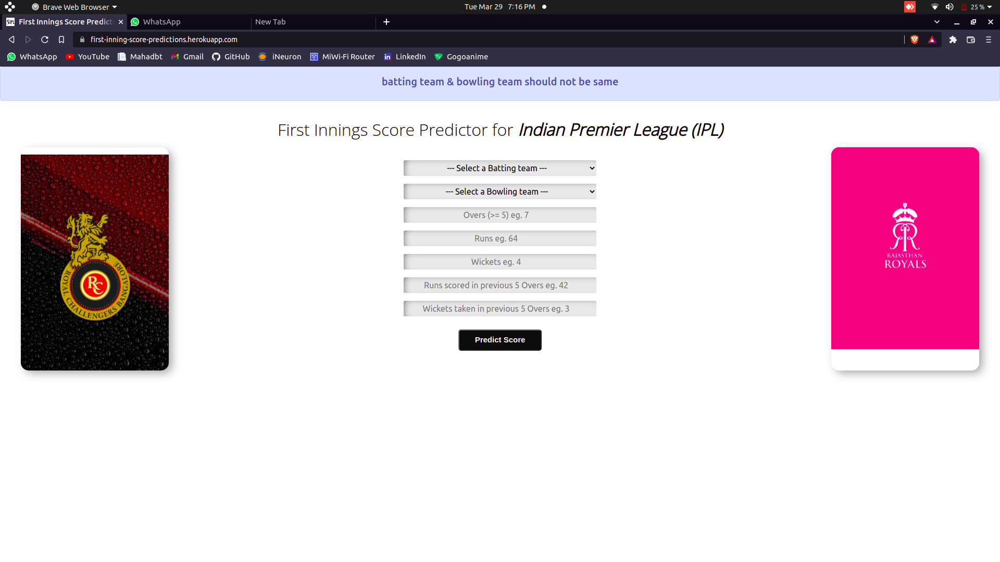 Brave Web Browser
Tue Mar 29 7:16 PM
25 %
First Innings Score Predict
WhatsApp
New Tab
first-inning-score-predictions.herokuapp.com
WhatsApp
YouTube
Mahadbt
Gmail
GitHub
iNeuron
MiWi-Fi Router
LinkedIn
Gogoanime
batting team & bowling team should not be same
First Innings Score Predictor for Indian Premier League (IPL)
--- Select a Batting team ---
--- Select a Bowling team ---
Overs (>= 5) eg. 7
Runs eg. 64
Wickets eg. 4
Runs scored in previous 5 Overs eg. 42
Wickets taken in previous 5 Overs eg. 3
Predict Score
RC
ROYAL CHALLENGERS BANGALORE
RAJASTHAN
ROYALS